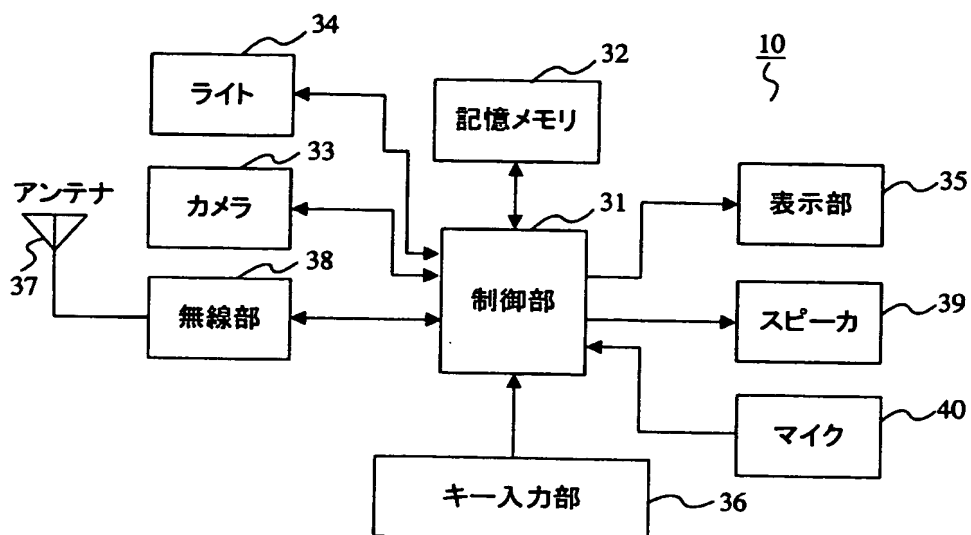 34
ライト
32
記憶メモリ
10
33
カメラ
アンテナ
37
38
無線部
31
制御部
35
表示部
39
スピーカ
40
マイク
キー入力部
36